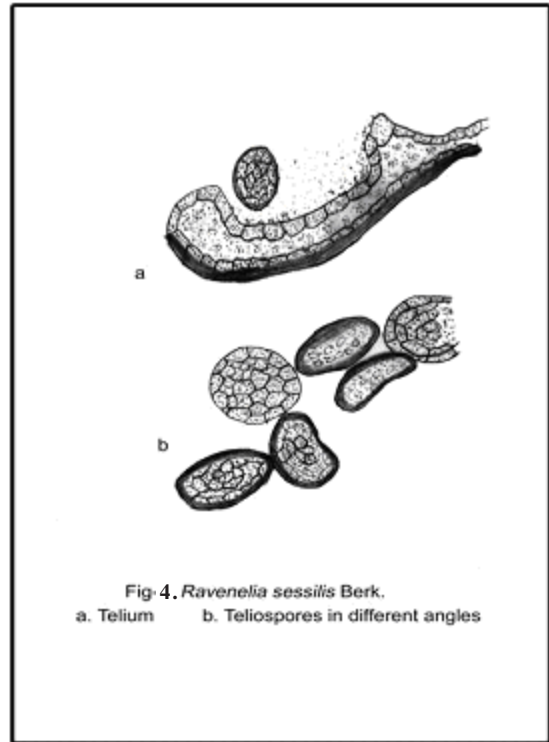 a
b
Fig. 4. Ravenelia sessilis Berk.
a. Telium b. Teliospores in different angles